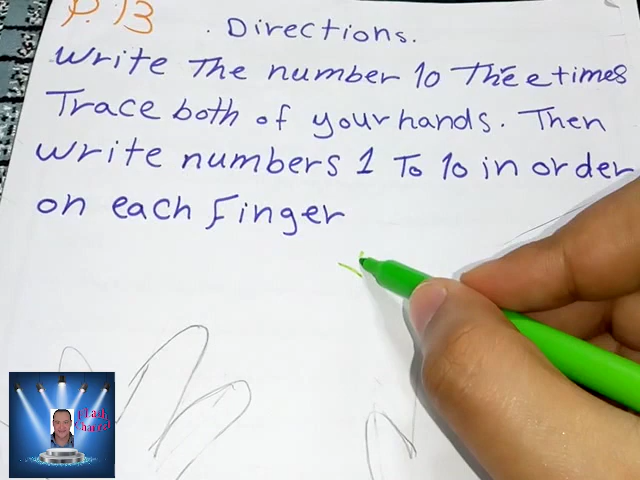 P. 13
Directions.
Write The number 10 Thee times
Trace both of your hands. Then
Write numbers 1 To 10 in order
on each Finger